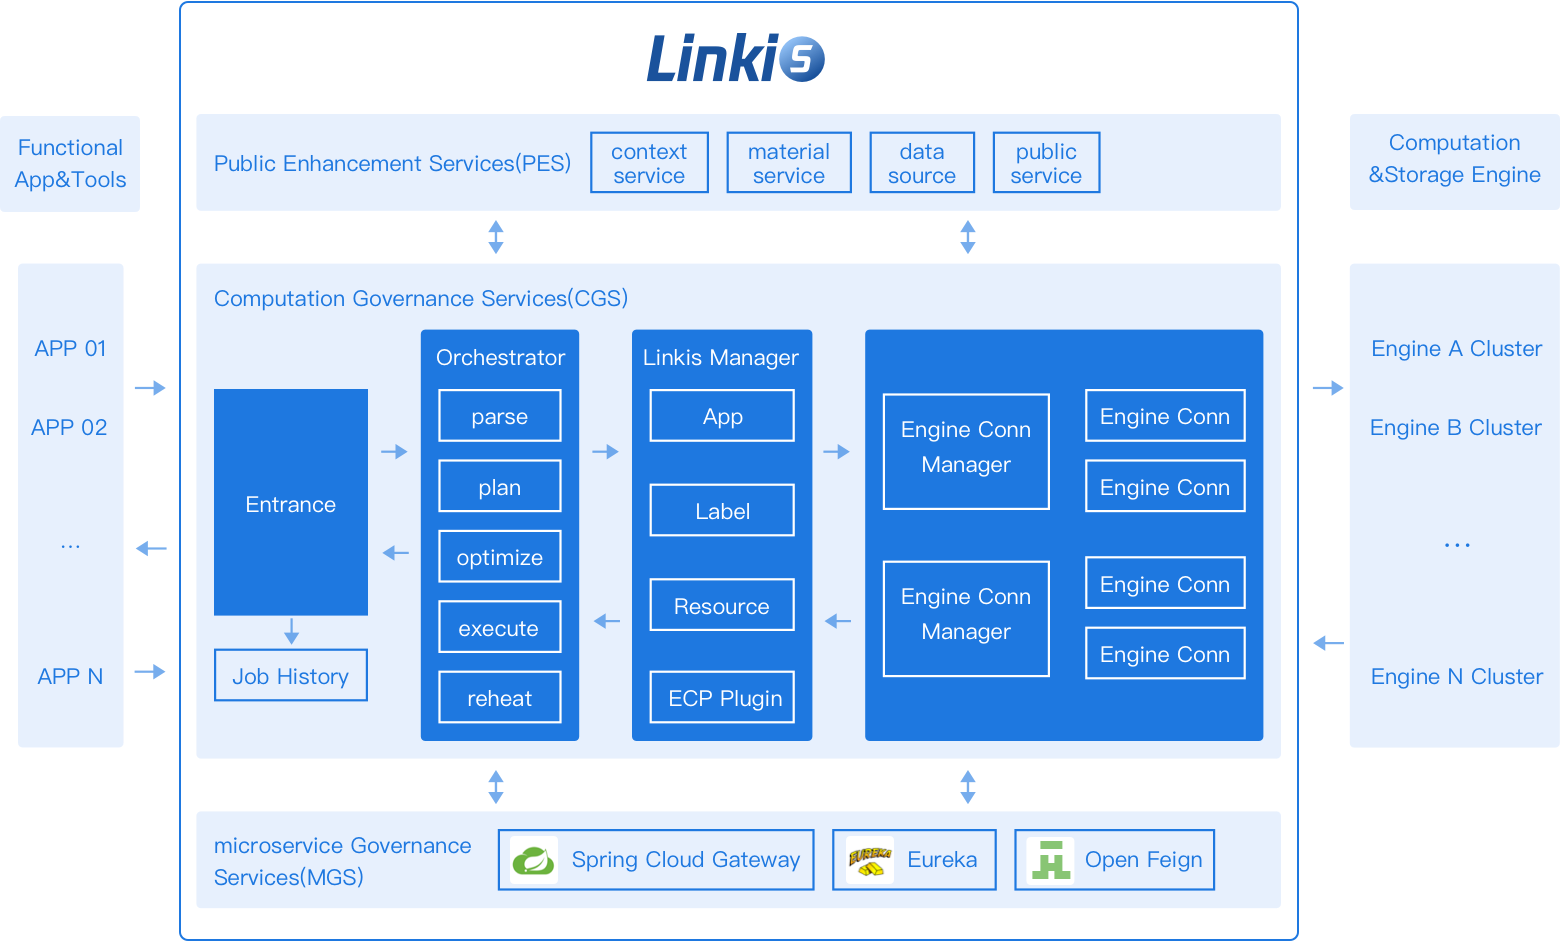 Linkis
Functional
App&Tools
Public Enhancement Services(PES)
context
service
material
service
data
source
public
service
Computation
&Storage Engine
APP 01
APP 02
...
APP N
Computation Governance Services(CGS)
Entrance
Job History
Orchestrator
parse
plan
optimize
execute
reheat
Linkis Manager
App
Label
Resource
ECP Plugin
Engine Conn
Manager
Engine Conn
Engine Conn
Engine Conn
Manager
Engine Conn
Engine Conn
Engine A Cluster
Engine B Cluster
...
Engine N Cluster
microservice Governance
Services(MGS)
Spring Cloud Gateway
EUREKA
Eureka
Open Feign